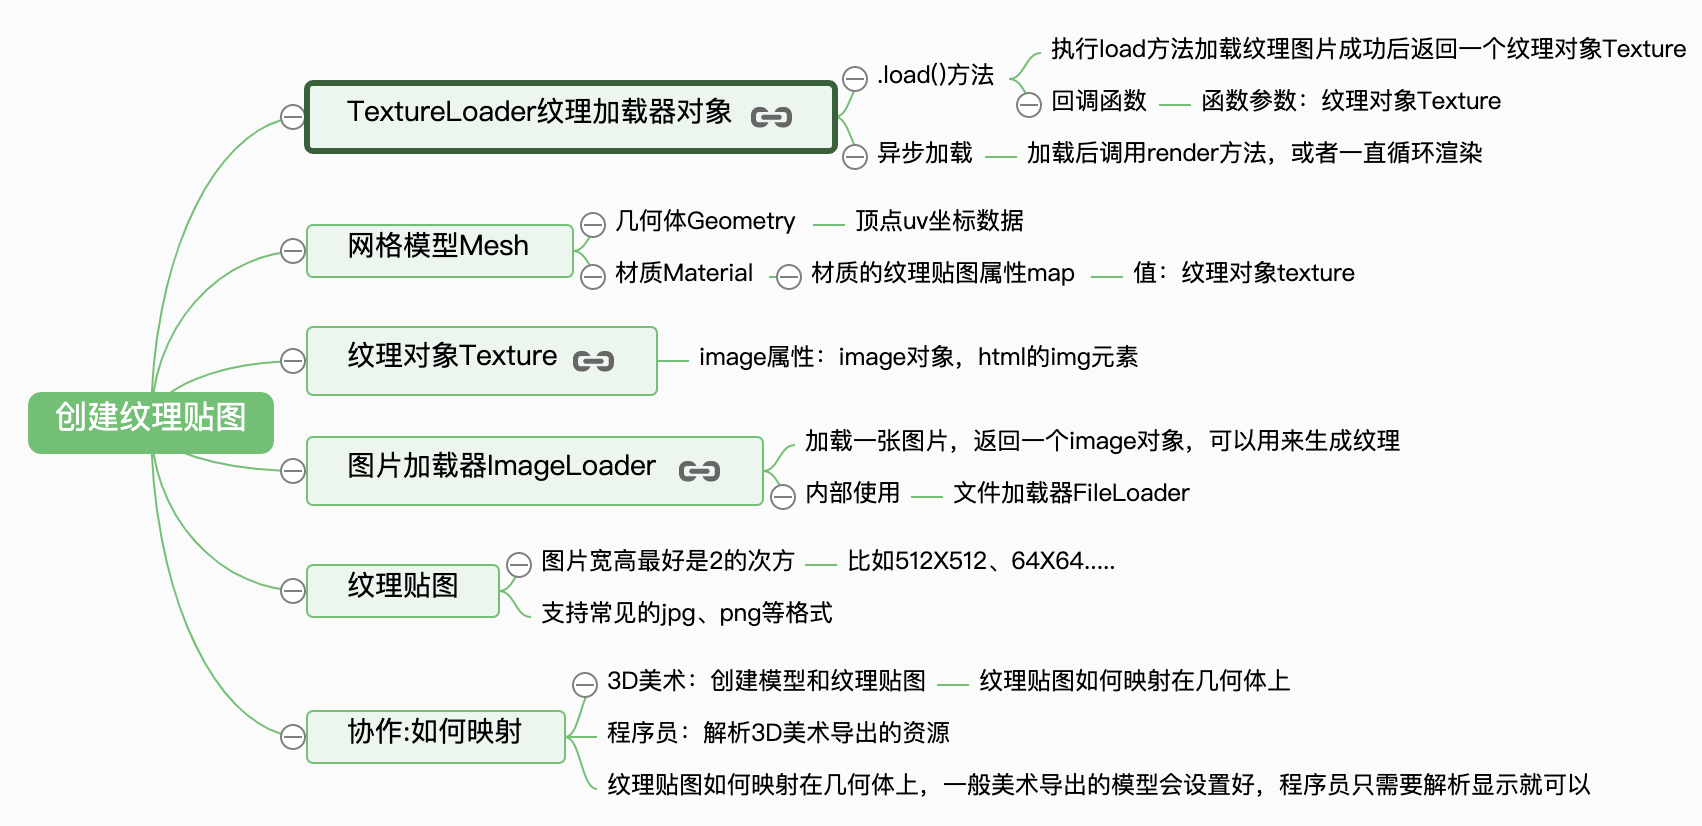 创建纹理贴图
TextureLoader纹理加载器对象
.load()方法
执行load方法加载纹理图片成功后返回一个纹理对象Texture
回调函数
函数参数：纹理对象Texture
异步加载
加载后调用render方法，或者一直循环渲染
网格模型Mesh
几何体Geometry
顶点uv坐标数据
材质Material
材质的纹理贴图属性map
值：纹理对象texture
纹理对象Texture
image属性：image对象，html的img元素
图片加载器ImageLoader
加载一张图片，返回一个image对象，可以用来生成纹理
内部使用
文件加载器FileLoader
纹理贴图
图片宽高最好是2的次方
比如512X512、64X64.....
支持常见的jpg、png等格式
协作:如何映射
3D美术：创建模型和纹理贴图
纹理贴图如何映射在几何体上
程序员：解析3D美术导出的资源
纹理贴图如何映射在几何体上，一般美术导出的模型会设置好，程序员只需要解析显示就可以